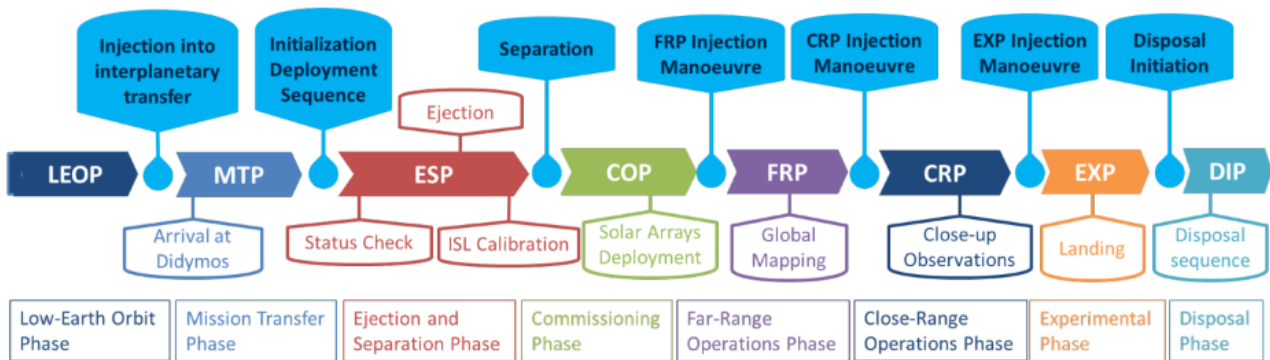 Injection into
interplanetary
transfer
Initialization
Deployment
Sequence
Separation
FRP Injection
Manoeuvre
CRP Injection
Manoeuvre
EXP Injection
Manoeuvre
Disposal
Initiation
Ejection
LEOP
MTP
ESP
COP
FRP
CRP
EXP
DIP
Arrival at
Didymos
Status Check
ISL Calibration
Solar Arrays
Deployment
Global
Mapping
Close-up
Observations
Landing
Disposal
sequence
Low-Earth Orbit
Phase
Mission Transfer
Phase
Ejection and
Separation Phase
Commissioning
Phase
Far-Range
Operations Phase
Close-Range
Operations Phase
Experimental
Phase
Disposal
Phase